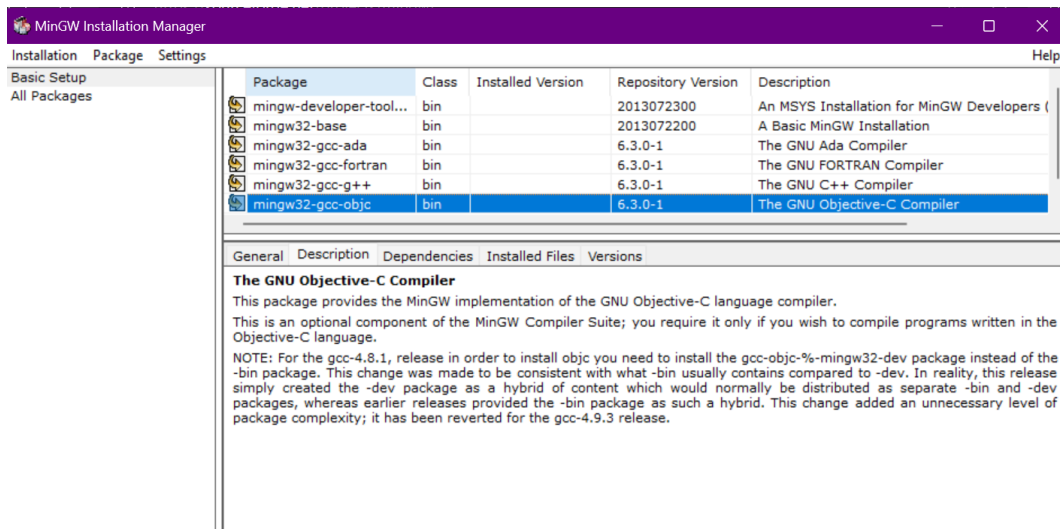 MinGW Installation Manager
Installation Package Settings Help
Basic Setup
All Packages
Package Class Installed Version Repository Version Description
mingw-developer-tool... bin 2013072300 An MSYS Installation for MinGW Developers (
mingw32-base bin 2013072200 A Basic MinGW Installation
mingw32-gcc-ada bin 6.3.0-1 The GNU Ada Compiler
mingw32-gcc-fortran bin 6.3.0-1 The GNU FORTRAN Compiler
mingw32-gcc-g++ bin 6.3.0-1 The GNU C++ Compiler
mingw32-gcc-objc bin 6.3.0-1 The GNU Objective-C Compiler
General Description Dependencies Installed Files Versions
The GNU Objective-C Compiler
This package provides the MinGW implementation of the GNU Objective-C language compiler.
This is an optional component of the MinGW Compiler Suite; you require it only if you wish to compile programs written in the
Objective-C language.
NOTE: For the gcc-4.8.1, release in order to install objc you need to install the gcc-objc-%-mingw32-dev package instead of the
-bin package. This change was made to be consistent with what -bin usually contains compared to -dev. In reality, this release
simply created the -dev package as a hybrid of content which would normally be distributed as separate -bin and -dev
packages, whereas earlier releases provided the -bin package as such a hybrid. This change added an unnecessary level of
package complexity; it has been reverted for the gcc-4.9.3 release.